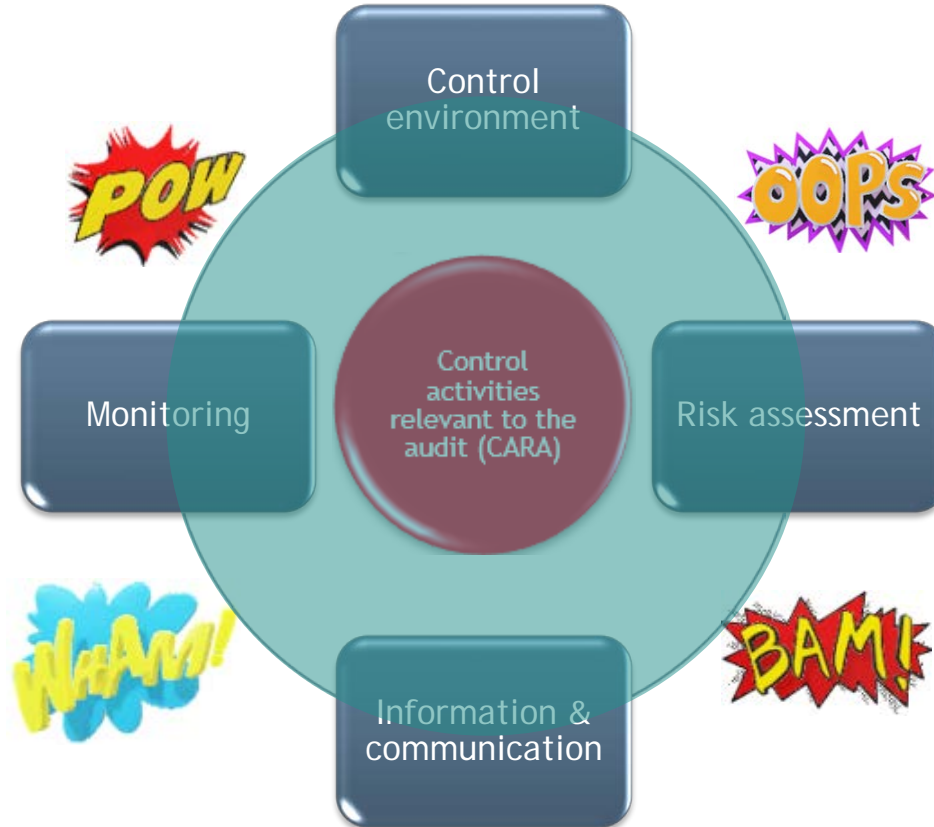 Control
environment
POW
OOPS
Monitoring
Control
activities
relevant to the
audit (CARA)
Risk assessment
WHAM!
BAM!
Information &
communication